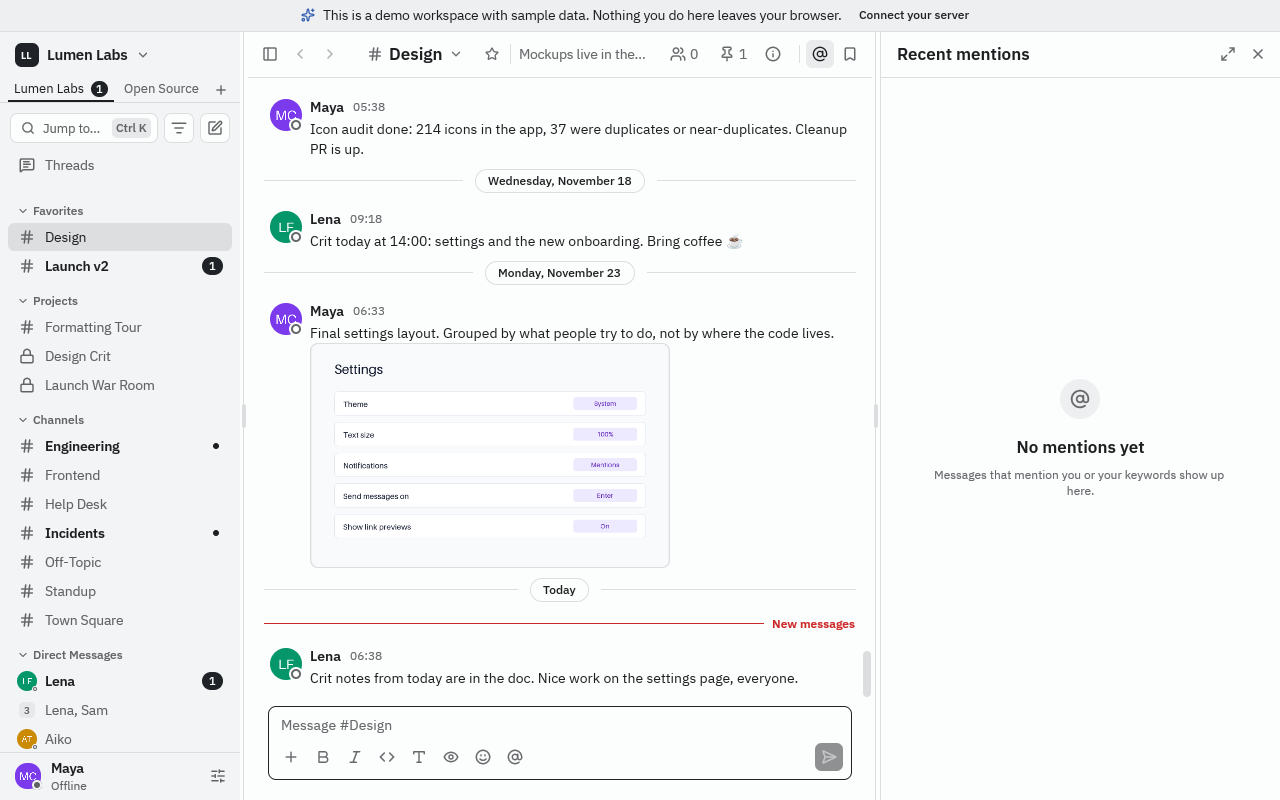 This is a demo workspace with sample data. Nothing you do here leaves your browser. Connect your server
LL Lumen Labs
Lumen Labs 1 Open Source
Jump to... Ctrl K
Threads
Favorites
Design
Launch v2 1
Projects
Formatting Tour
Design Crit
Launch War Room
Channels
Engineering
Frontend
Help Desk
Incidents
Off-Topic
Standup
Town Square
Direct Messages
LF Lena 1
3 Lena, Sam
AT Aiko
MC Maya
Offline
# Design Mockups live in the... 0 1
MC Maya 05:38
Icon audit done: 214 icons in the app, 37 were duplicates or near-duplicates. Cleanup
PR is up.
Wednesday, November 18
LF Lena 09:18
Crit today at 14:00: settings and the new onboarding. Bring coffee ☕
Monday, November 23
MC Maya 06:33
Final settings layout. Grouped by what people try to do, not by where the code lives.
Settings
Theme System
Text size 100%
Notifications Mentions
Send messages on Enter
Show link previews On
Today
New messages
LF Lena 06:38
Crit notes from today are in the doc. Nice work on the settings page, everyone.
Message #Design
Recent mentions
No mentions yet
Messages that mention you or your keywords show up
here.